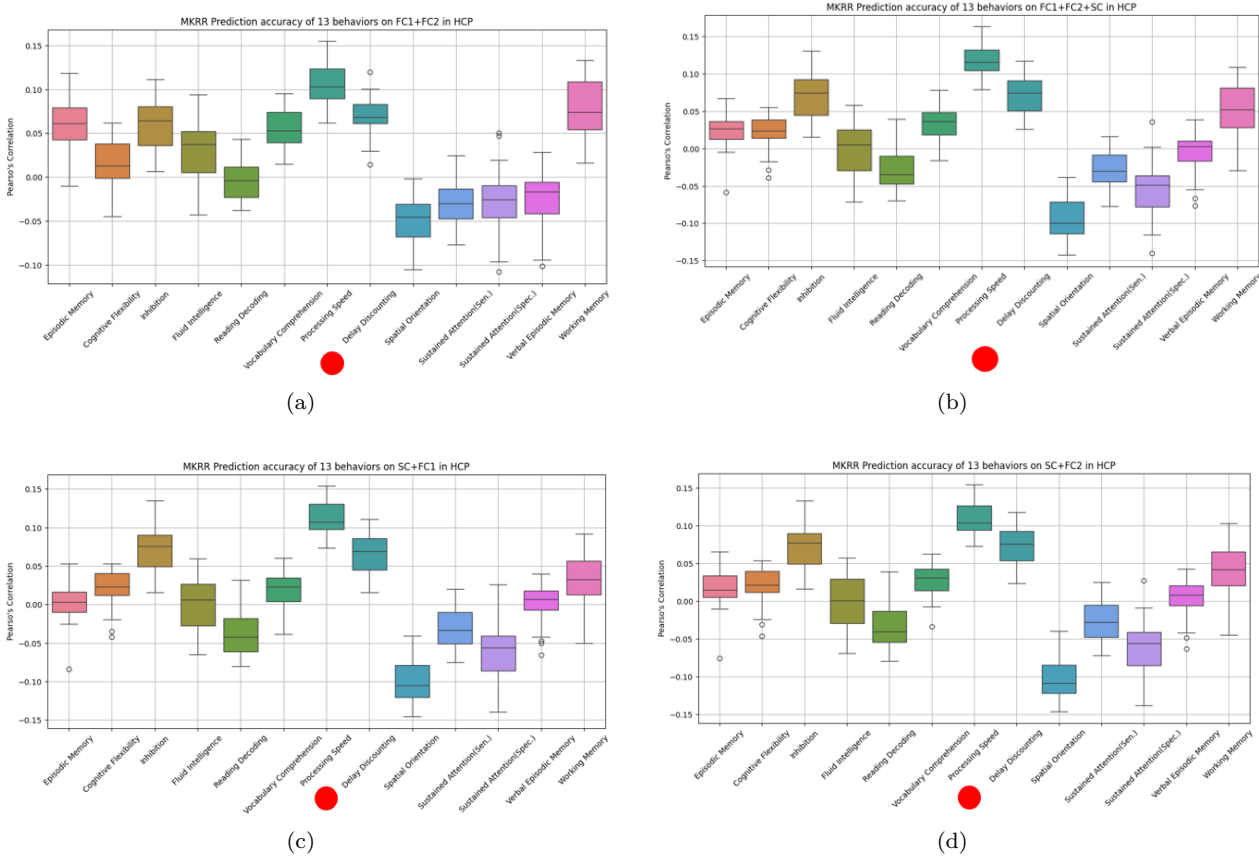 MKRR Prediction accuracy of 13 behaviors on FC1+FC2 in HCP
Pearso's Correlation
0.15
0.10
0.05
0.00
−0.05
−0.10
Episodic Memory
Cognitive Flexibility
Inhibition
Fluid Intelligence
Reading Decoding
Vocabulary Comprehension
Processing Speed
Delay Discounting
Spatial Orientation
Sustained Attention(Sen.)
Sustained Attention(Spec.)
Verbal Episodic Memory
Working Memory
(a)
MKRR Prediction accuracy of 13 behaviors on FC1+FC2+SC in HCP
Pearso's Correlation
0.15
0.10
0.05
0.00
−0.05
−0.10
−0.15
Episodic Memory
Cognitive Flexibility
Inhibition
Fluid Intelligence
Reading Decoding
Vocabulary Comprehension
Processing Speed
Delay Discounting
Spatial Orientation
Sustained Attention(Sen.)
Sustained Attention(Spec.)
Verbal Episodic Memory
Working Memory
(b)
MKRR Prediction accuracy of 13 behaviors on SC+FC1 in HCP
Pearso's Correlation
0.15
0.10
0.05
0.00
−0.05
−0.10
−0.15
Episodic Memory
Cognitive Flexibility
Inhibition
Fluid Intelligence
Reading Decoding
Vocabulary Comprehension
Processing Speed
Delay Discounting
Spatial Orientation
Sustained Attention(Sen.)
Sustained Attention(Spec.)
Verbal Episodic Memory
Working Memory
(c)
MKRR Prediction accuracy of 13 behaviors on SC+FC2 in HCP
Pearso's Correlation
0.15
0.10
0.05
0.00
−0.05
−0.10
−0.15
Episodic Memory
Cognitive Flexibility
Inhibition
Fluid Intelligence
Reading Decoding
Vocabulary Comprehension
Processing Speed
Delay Discounting
Spatial Orientation
Sustained Attention(Sen.)
Sustained Attention(Spec.)
Verbal Episodic Memory
Working Memory
(d)